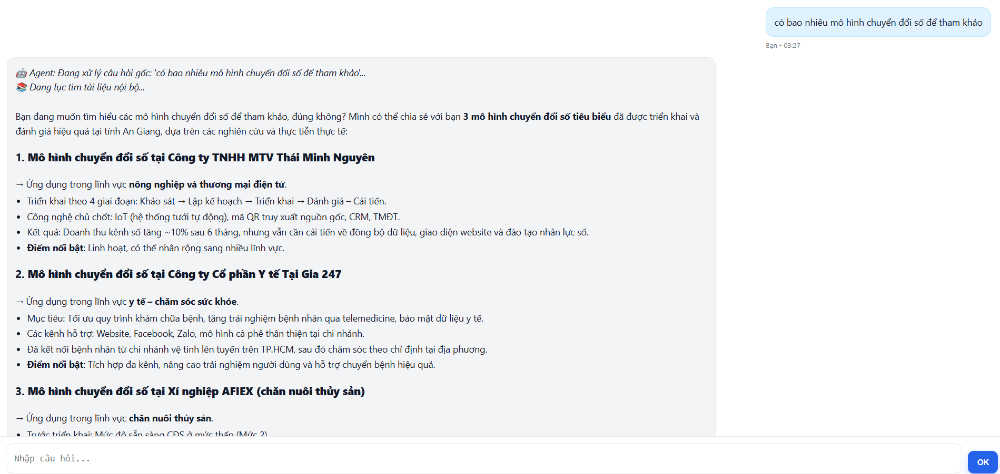 có bao nhiêu mô hình chuyển đổi số để tham khảo
Bạn • 03:27
🤖 Agent: Đang xử lý câu hỏi gốc: 'có bao nhiêu mô hình chuyển đổi số để tham khảo'...
📚 Đang lục tìm tài liệu nội bộ...
Bạn đang muốn tìm hiểu các mô hình chuyển đổi số để tham khảo, đúng không? Mình có thể chia sẻ với bạn 3 mô hình chuyển đổi số tiêu biểu đã được triển khai và
đánh giá hiệu quả tại tỉnh An Giang, dựa trên các nghiên cứu và thực tiễn thực tế:
1. Mô hình chuyển đổi số tại Công ty TNHH MTV Thái Minh Nguyên
→ Ứng dụng trong lĩnh vực nông nghiệp và thương mại điện tử.
• Triển khai theo 4 giai đoạn: Khảo sát → Lập kế hoạch → Triển khai → Đánh giá – Cải tiến.
• Công nghệ chủ chốt: IoT (hệ thống tưới tự động), mã QR truy xuất nguồn gốc, CRM, TMĐT.
• Kết quả: Doanh thu kênh số tăng ~10% sau 6 tháng, nhưng vẫn cần cải tiến về đồng bộ dữ liệu, giao diện website và đào tạo nhân lực số.
• Điểm nổi bật: Linh hoạt, có thể nhân rộng sang nhiều lĩnh vực.
2. Mô hình chuyển đổi số tại Công ty Cổ phần Y tế Tại Gia 247
→ Ứng dụng trong lĩnh vực y tế – chăm sóc sức khỏe.
• Mục tiêu: Tối ưu quy trình khám chữa bệnh, tăng trải nghiệm bệnh nhân qua telemedicine, bảo mật dữ liệu y tế.
• Các kênh hỗ trợ: Website, Facebook, Zalo, mô hình cà phê thân thiện tại chi nhánh.
• Đã kết nối bệnh nhân từ chi nhánh vệ tinh lên tuyến trên TP.HCM, sau đó chăm sóc theo chỉ định tại địa phương.
• Điểm nổi bật: Tích hợp đa kênh, nâng cao trải nghiệm người dùng và hỗ trợ chuyển bệnh hiệu quả.
3. Mô hình chuyển đổi số tại Xí nghiệp AFIEX (chăn nuôi thủy sản)
→ Ứng dụng trong lĩnh vực chăn nuôi thủy sản.
• Trước triển khai: Mức độ sẵn sàng CĐS ở mức thấp (Mức 2)
Nhập câu hỏi...
OK